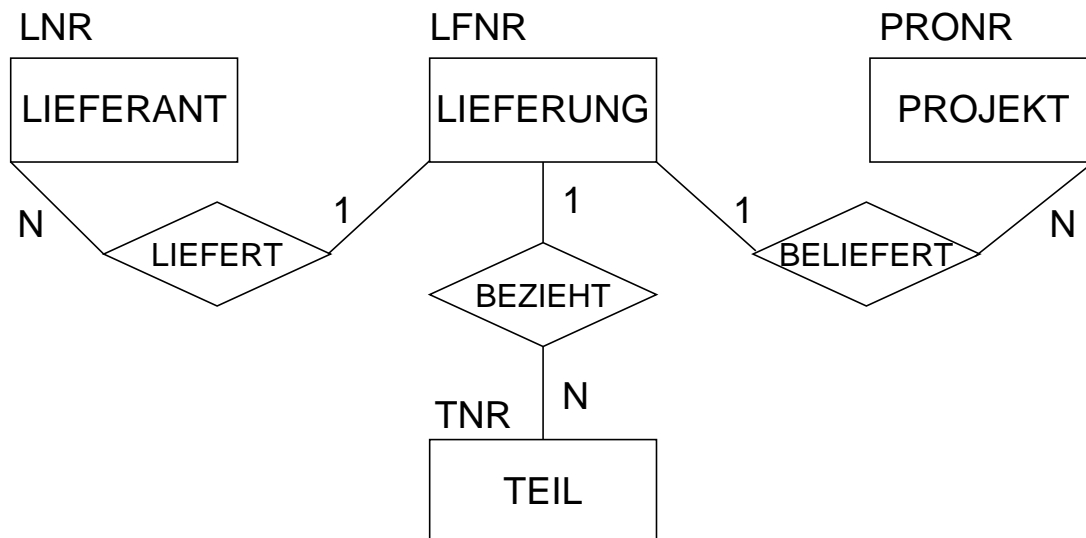 LNR LFNR PRONR
LIEFERANT LIEFERUNG PROJEKT
N 1 1 1 N
LIEFERT BELIEFERT
BEZIEHT
TNR N
TEIL